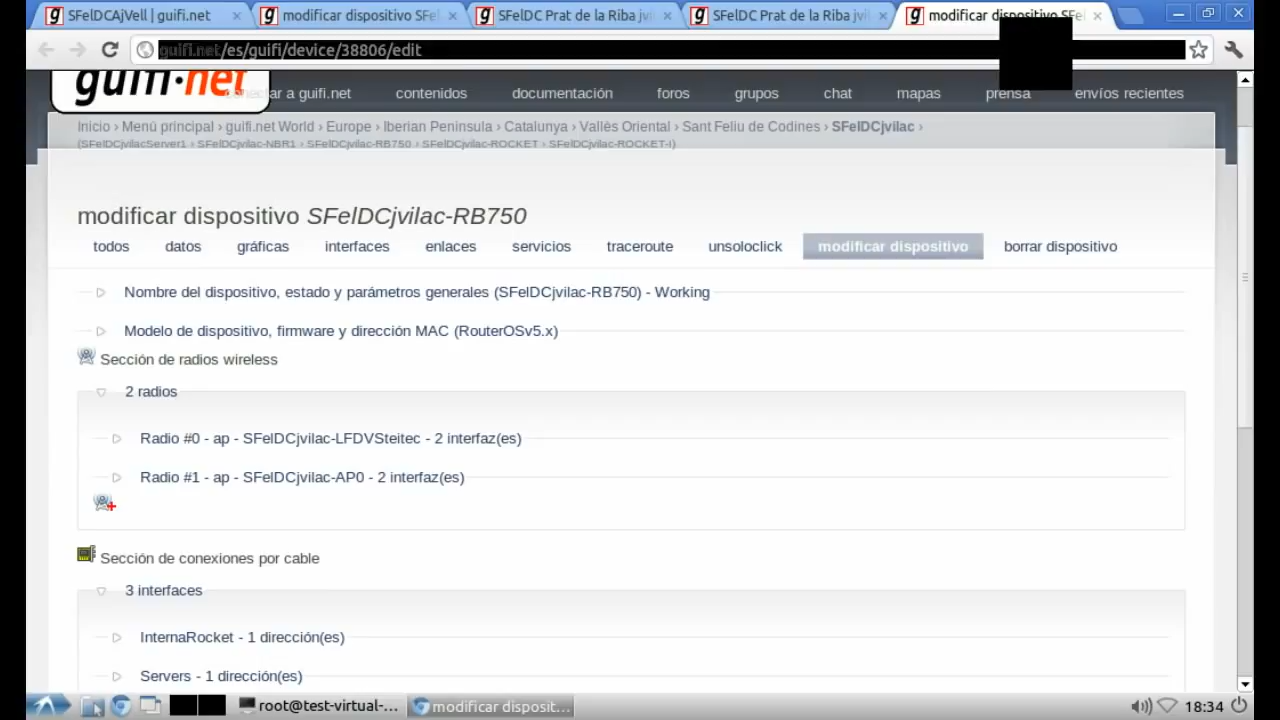 SFelDCAjVell | guifi.net
modificar dispositivo SFe
SFelDC Prat de la Riba jvi
SFelDC Prat de la Riba jvi
modificar dispositivo SFe
guifi.net/es/guifi/device/38806/edit
guifi·net
conectar a guifi.net contenidos documentación foros grupos chat mapas prensa envíos recientes
Inicio › Menú principal › guifi.net World › Europe › Iberian Peninsula › Catalunya › Vallès Oriental › Sant Feliu de Codines › SFelDCjvilac ›
(SFelDCjvilacServer1 › SFelDCjvilac-NBR1 › SFelDCjvilac-RB750 › SFelDCjvilac-ROCKET › SFelDCjvilac-ROCKET-I)
modificar dispositivo SFelDCjvilac-RB750
todos datos gráficas interfaces enlaces servicios traceroute unsoloclick modificar dispositivo borrar dispositivo
Nombre del dispositivo, estado y parámetros generales (SFelDCjvilac-RB750) - Working
Modelo de dispositivo, firmware y dirección MAC (RouterOSv5.x)
Sección de radios wireless
2 radios
Radio #0 - ap - SFelDCjvilac-LFDVSteitec - 2 interfaz(es)
Radio #1 - ap - SFelDCjvilac-AP0 - 2 interfaz(es)
Sección de conexiones por cable
3 interfaces
InternaRocket - 1 dirección(es)
Servers - 1 dirección(es)
root@test-virtual-...
modificar disposit...
18:34